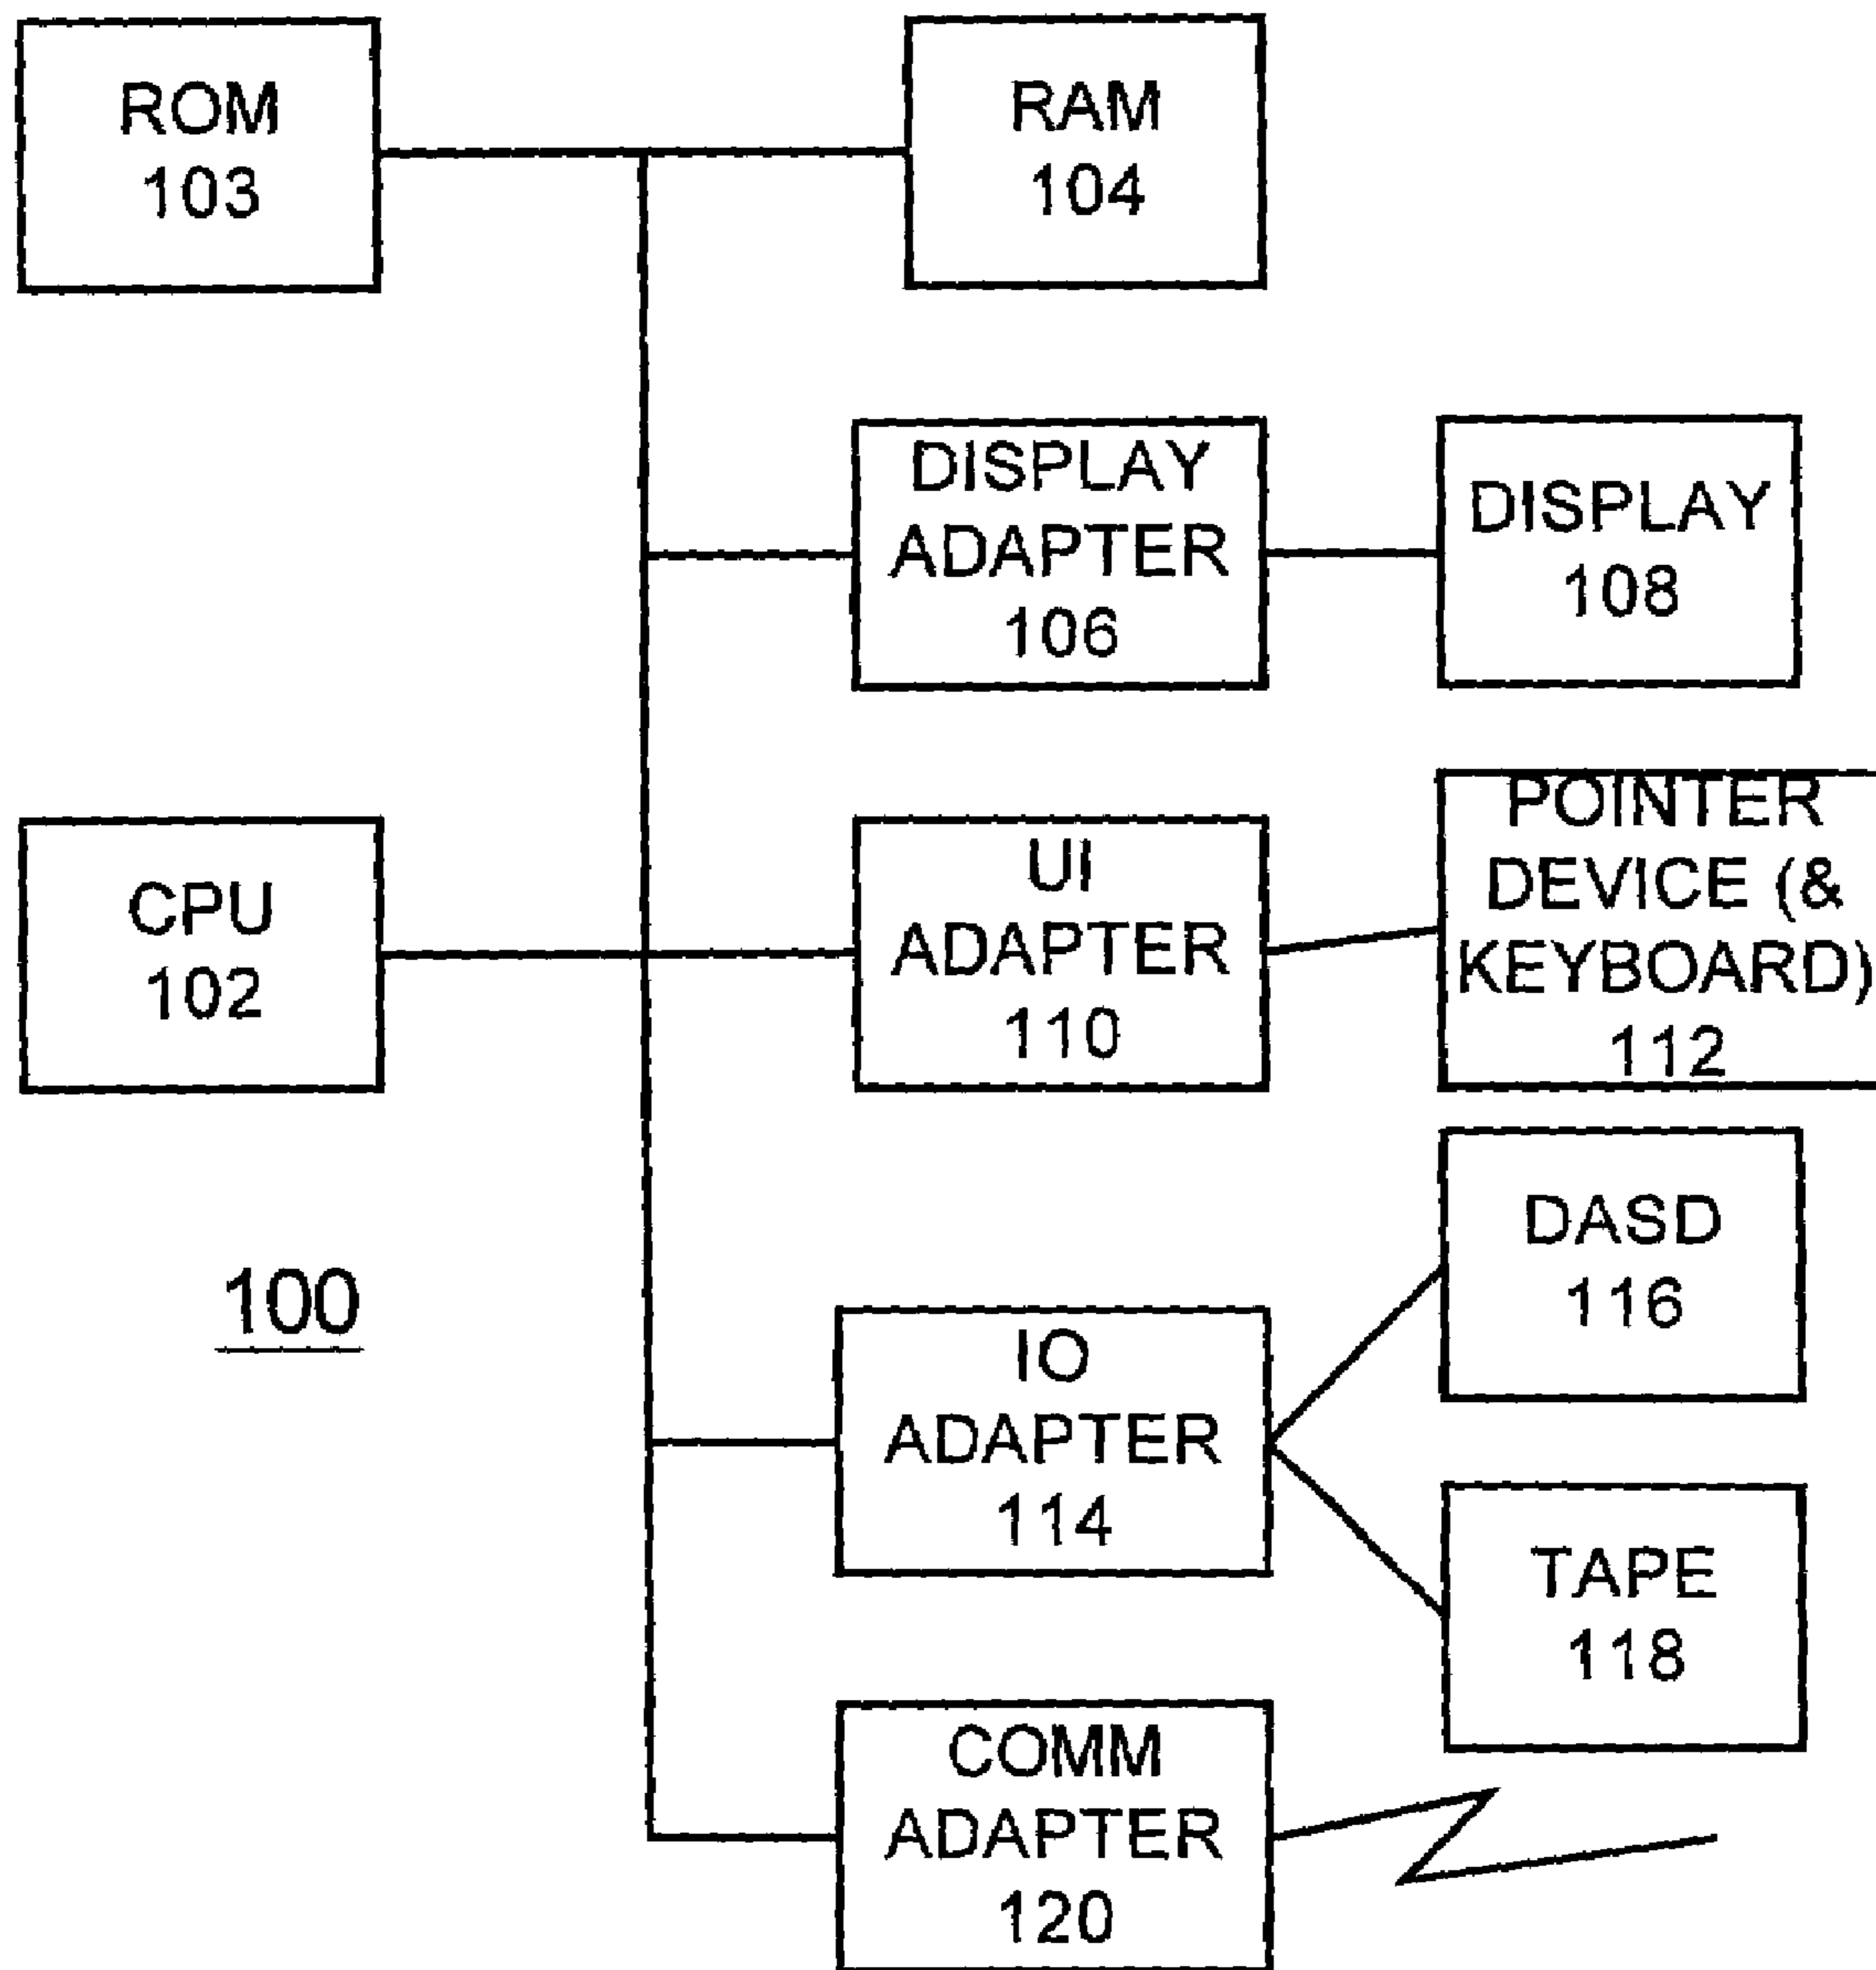 ROM
103
RAM
104
DISPLAY
ADAPTER
106
DISPLAY
108
CPU
102
UI
ADAPTER
110
POINTER
DEVICE (&
KEYBOARD)
112
100
IO
ADAPTER
114
DASD
116
TAPE
118
COMM
ADAPTER
120